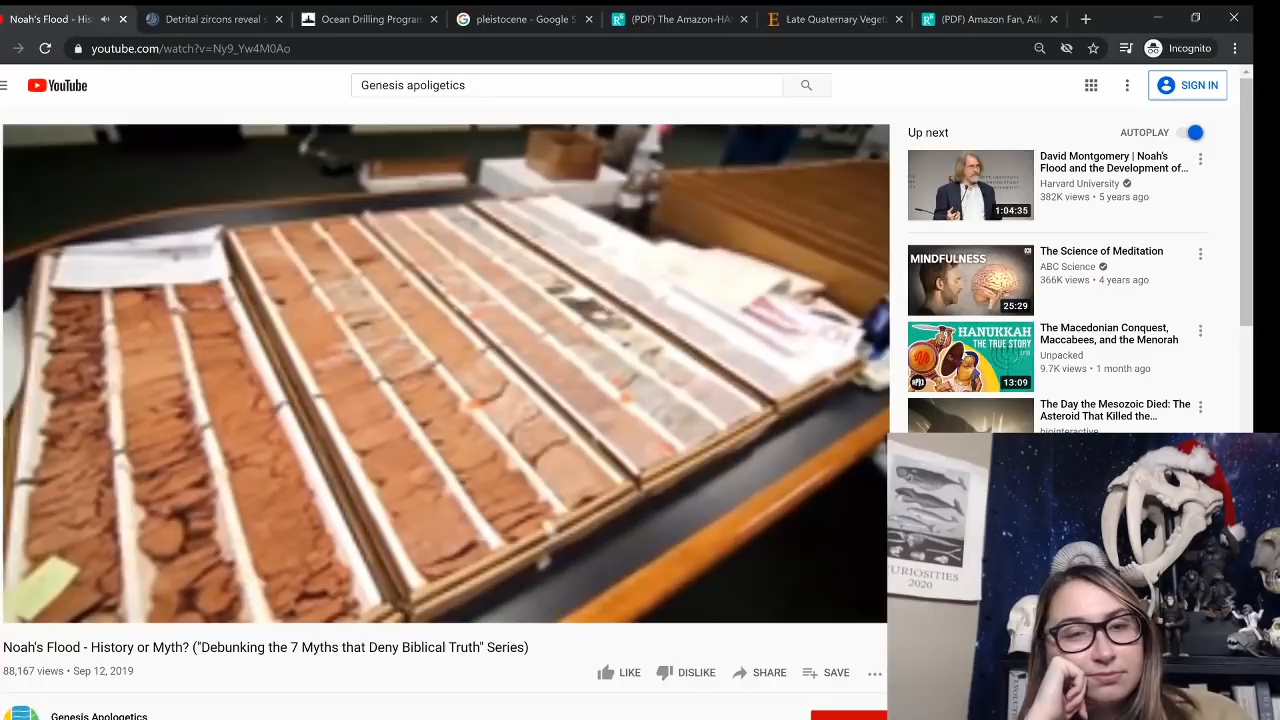 Noah's Flood - Hist
Detrital zircons reveal s
Ocean Drilling Program
pleistocene - Google S
(PDF) The Amazon-HA
Late Quaternary Veget
(PDF) Amazon Fan, Atl
youtube.com/watch?v=Ny9_Yw4M0Ao
Incognito
YouTube
Genesis apoligetics
SIGN IN
Up next
AUTOPLAY
David Montgomery | Noah's
Flood and the Development of...
Harvard University
382K views • 5 years ago
1:04:35
MINDFULNESS
The Science of Meditation
ABC Science
366K views • 4 years ago
25:29
HANUKKAH
THE TRUE STORY
The Macedonian Conquest,
Maccabees, and the Menorah
Unpacked
9.7K views • 1 month ago
13:09
The Day the Mesozoic Died: The
Asteroid That Killed the...
biointeractive
CURIOSITIES
2020
Noah's Flood - History or Myth? ("Debunking the 7 Myths that Deny Biblical Truth" Series)
88,167 views • Sep 12, 2019
LIKE
DISLIKE
SHARE
SAVE
Genesis Apologetics